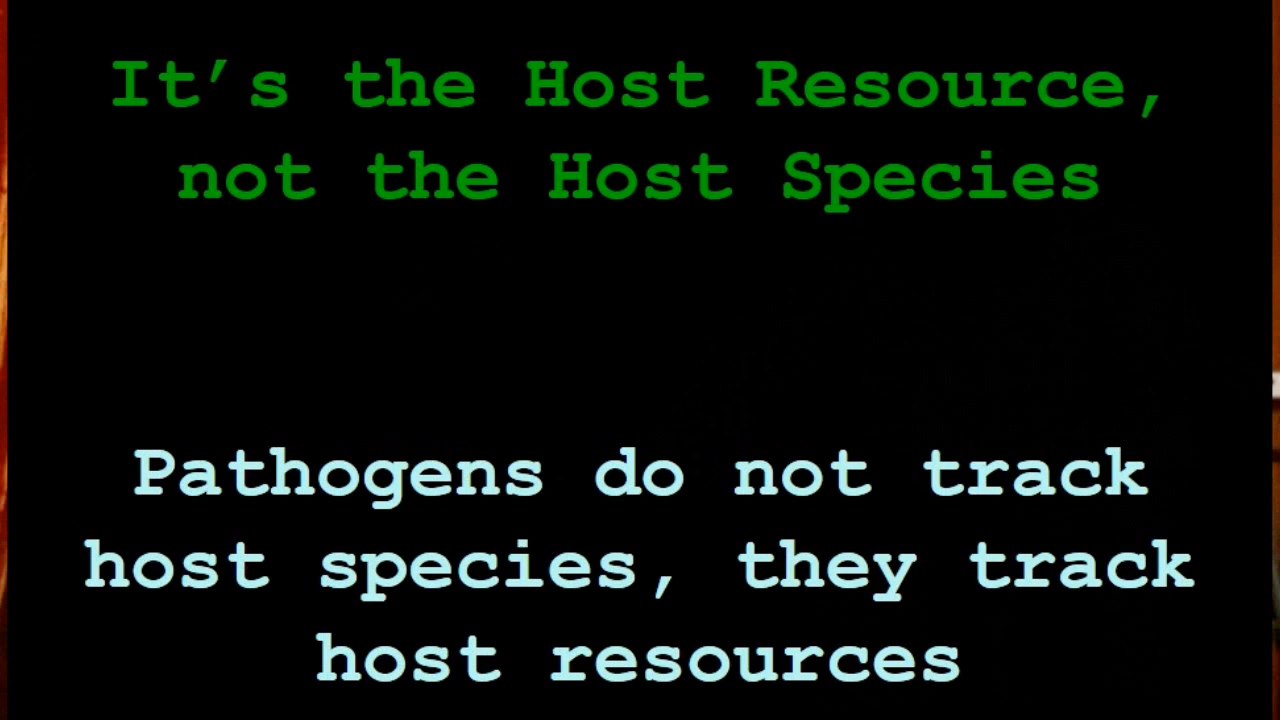 It’s the Host Resource,
not the Host Species
Pathogens do not track
host species, they track
host resources